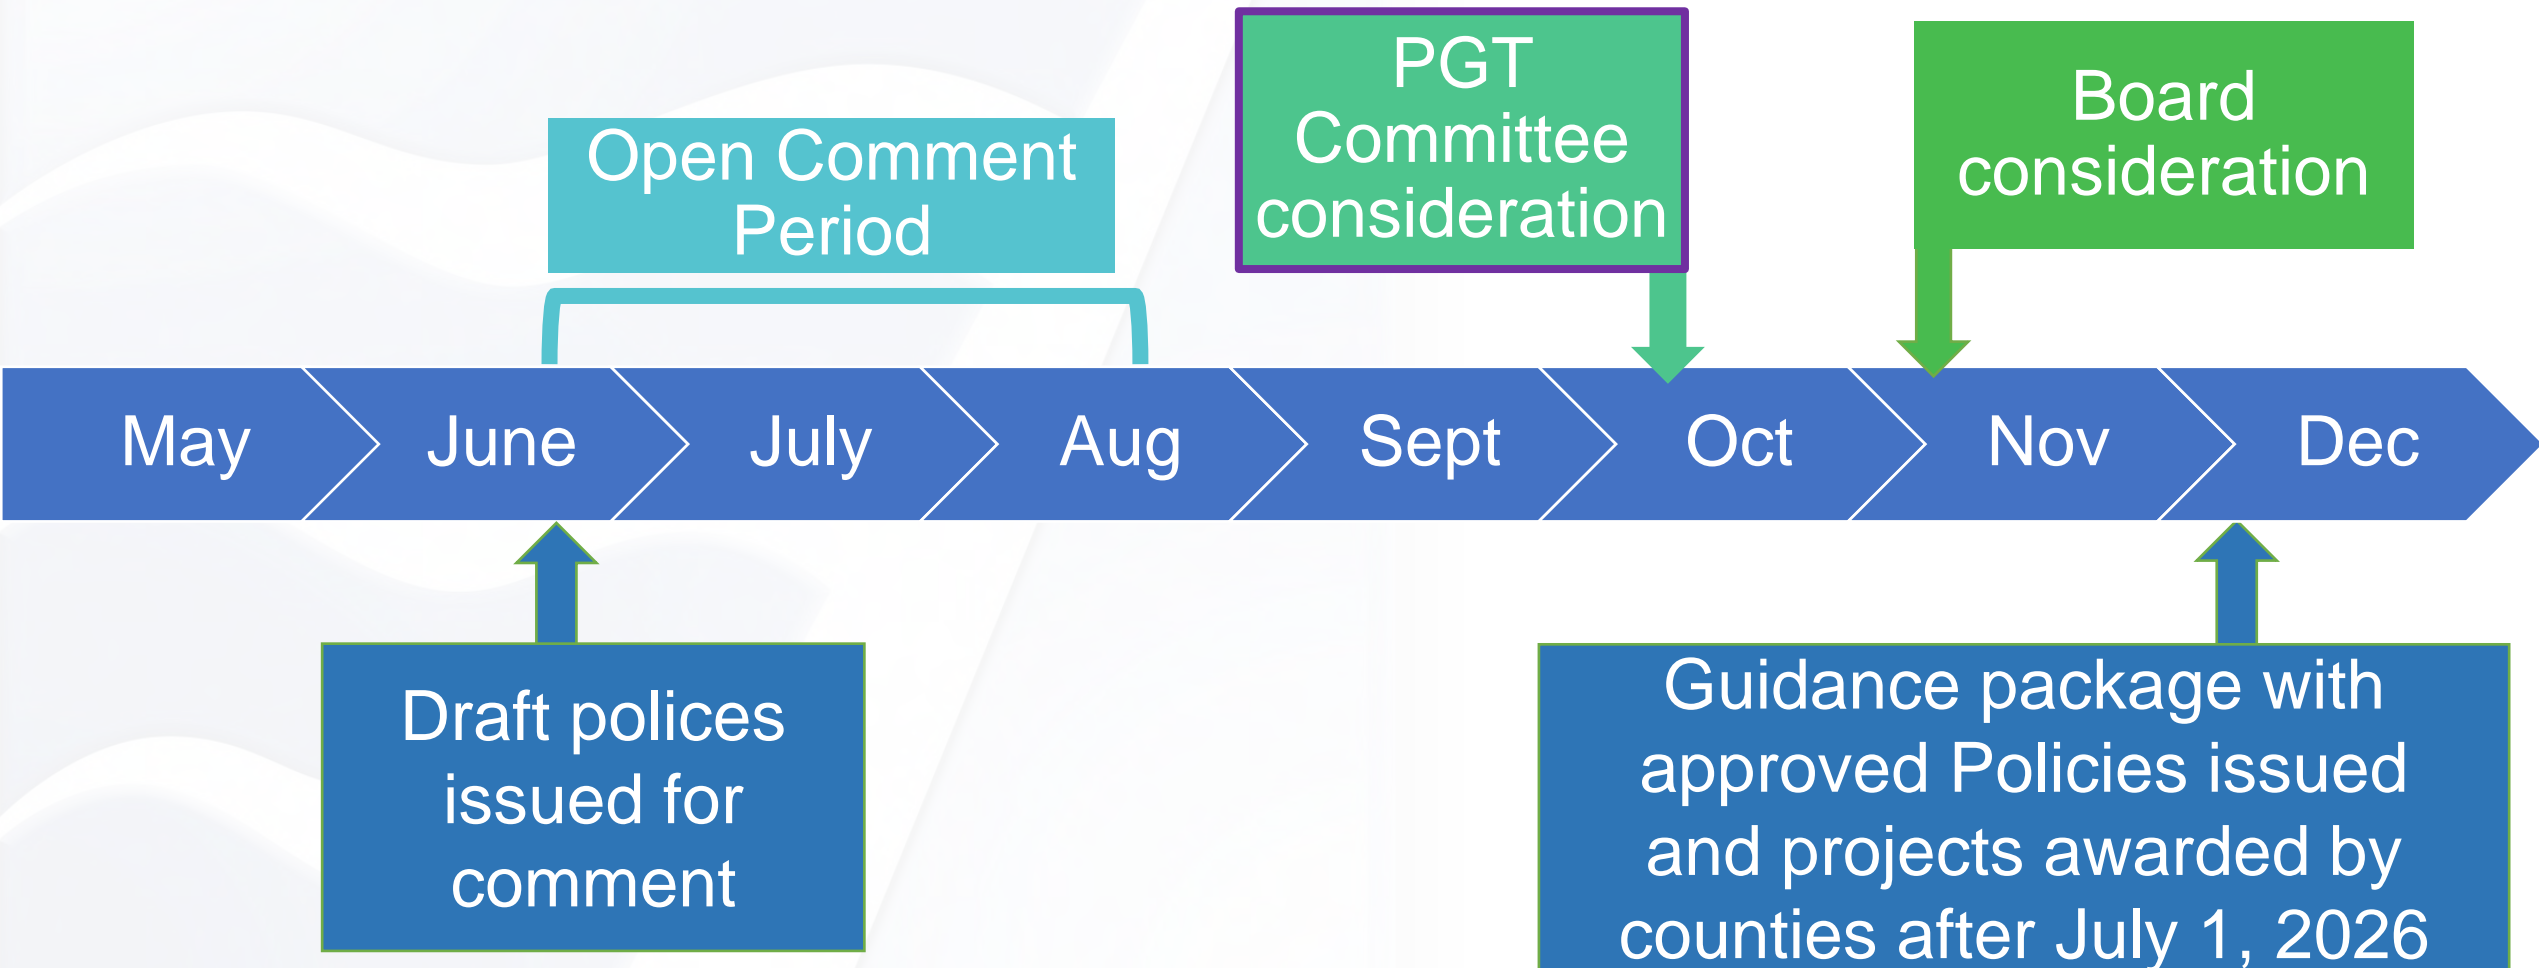 PGT
Committee
consideration
Board
consideration
Open Comment
Period
May
June
July
Aug
Sept
Oct
Nov
Dec
Draft polices
issued for
comment
Guidance package with
approved Policies issued
and projects awarded by
counties after July 1, 2026